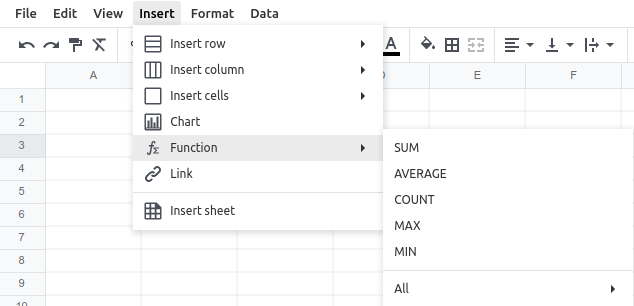 File Edit View Insert Format Data
A
A E F
Insert row
Insert column
Insert cells
Chart
Function
Link
Insert sheet
SUM
AVERAGE
COUNT
MAX
MIN
All
1
2
3
4
5
6
7
8
9